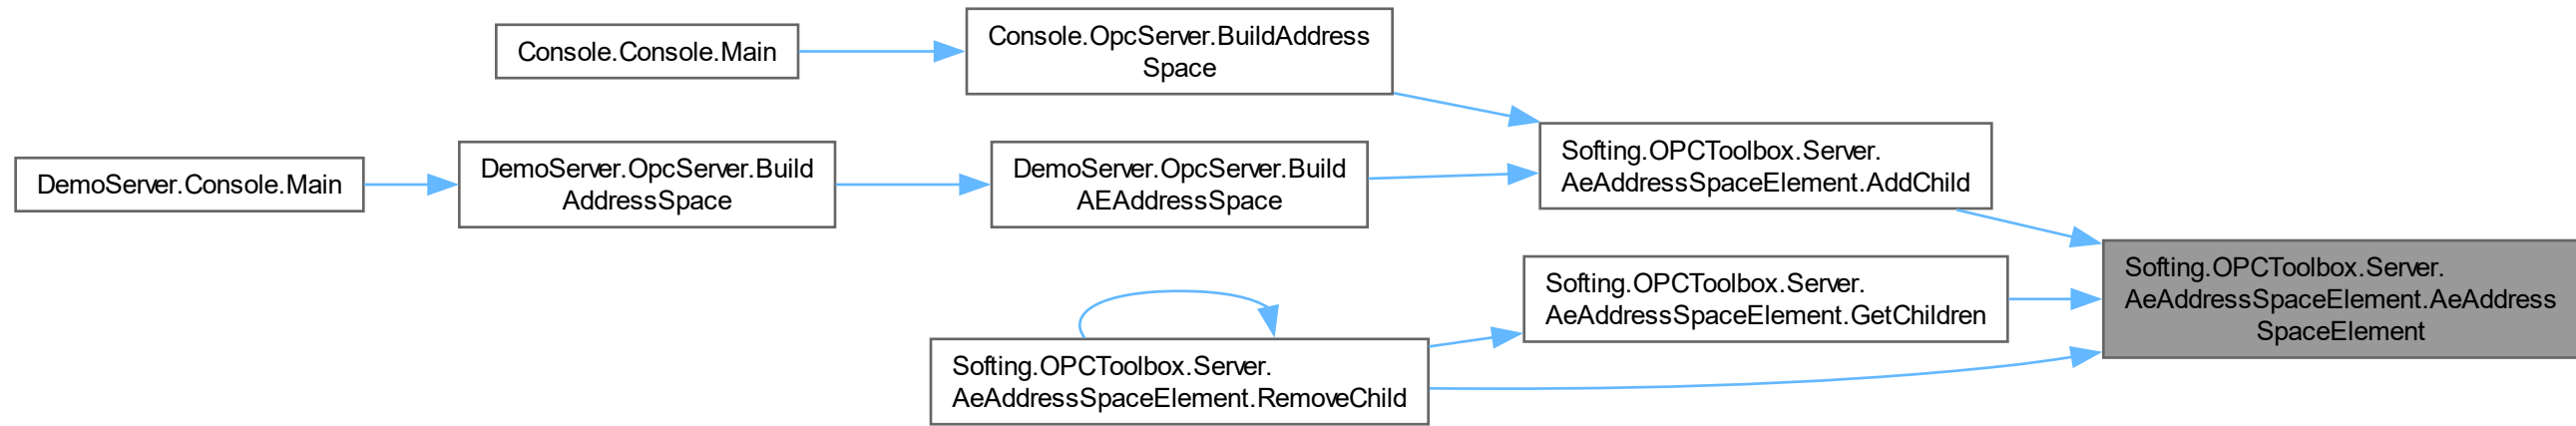 Console.Console.Main
Console.OpcServer.BuildAddress
Space
DemoServer.Console.Main
DemoServer.OpcServer.Build
AddressSpace
DemoServer.OpcServer.Build
AEAddressSpace
Softing.OPCToolbox.Server.
AeAddressSpaceElement.AddChild
Softing.OPCToolbox.Server.
AeAddressSpaceElement.GetChildren
Softing.OPCToolbox.Server.
AeAddressSpaceElement.RemoveChild
Softing.OPCToolbox.Server.
AeAddressSpaceElement.AeAddress
SpaceElement